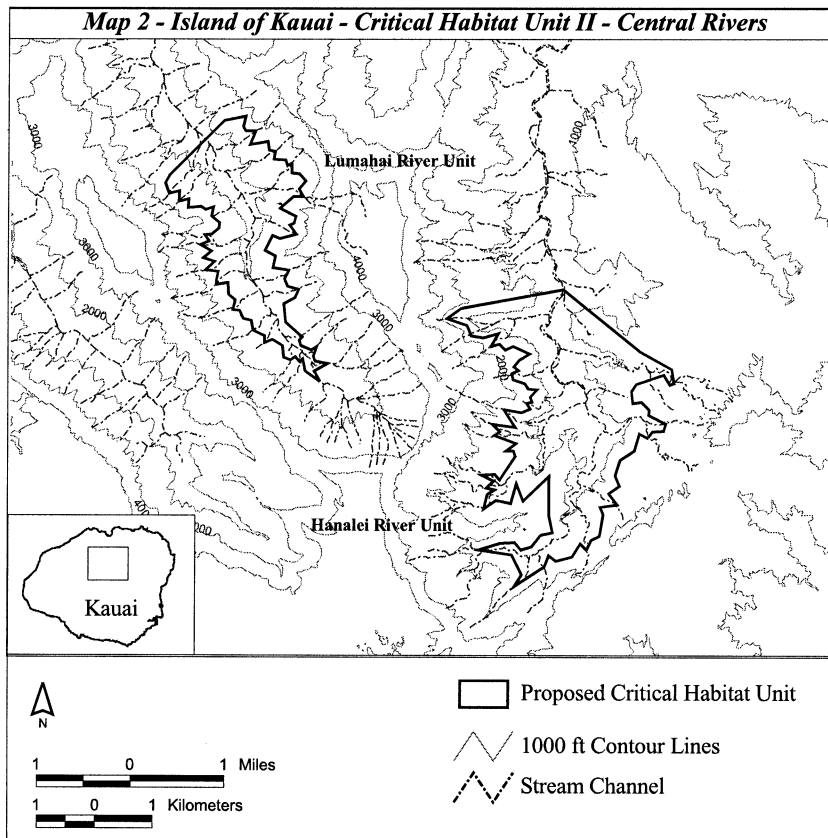 Map 2 - Island of Kauai - Critical Habitat Unit II - Central Rivers
3000
1000
Lumahai River Unit
3000
4000
2000
3000
2000
3000
3000
Hanalei River Unit
Kauai
N
1 0 1 Miles
1 0 1 Kilometers
Proposed Critical Habitat Unit
1000 ft Contour Lines
Stream Channel